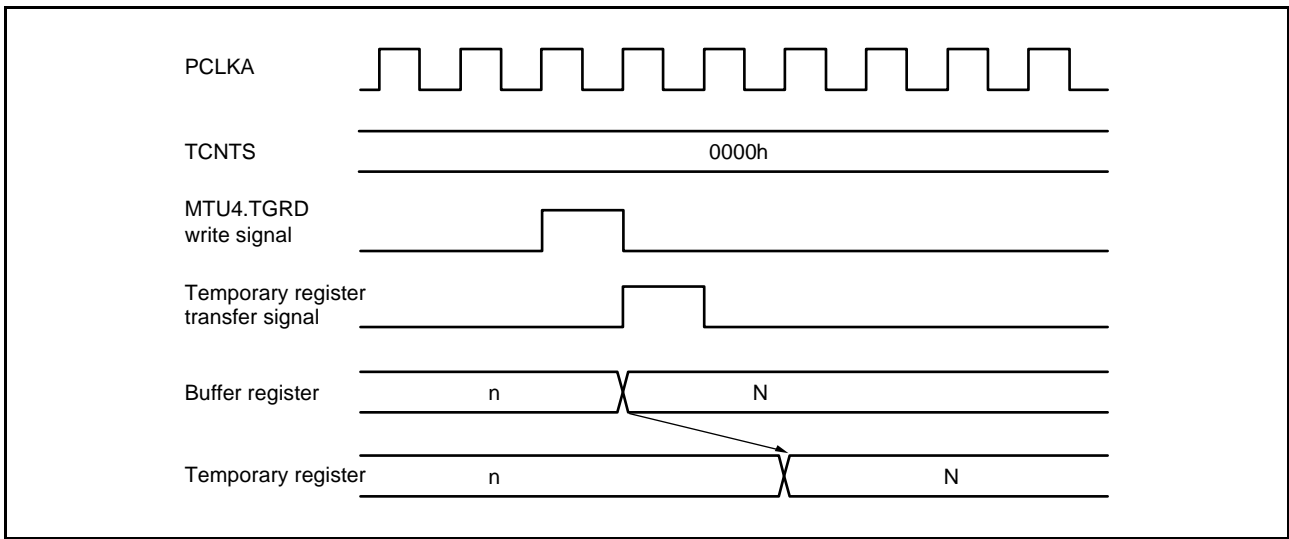 PCLKA
TCNTS
0000h
MTU4.TGRD
write signal
Temporary register
transfer signal
Buffer register
n
N
Temporary register
n
N